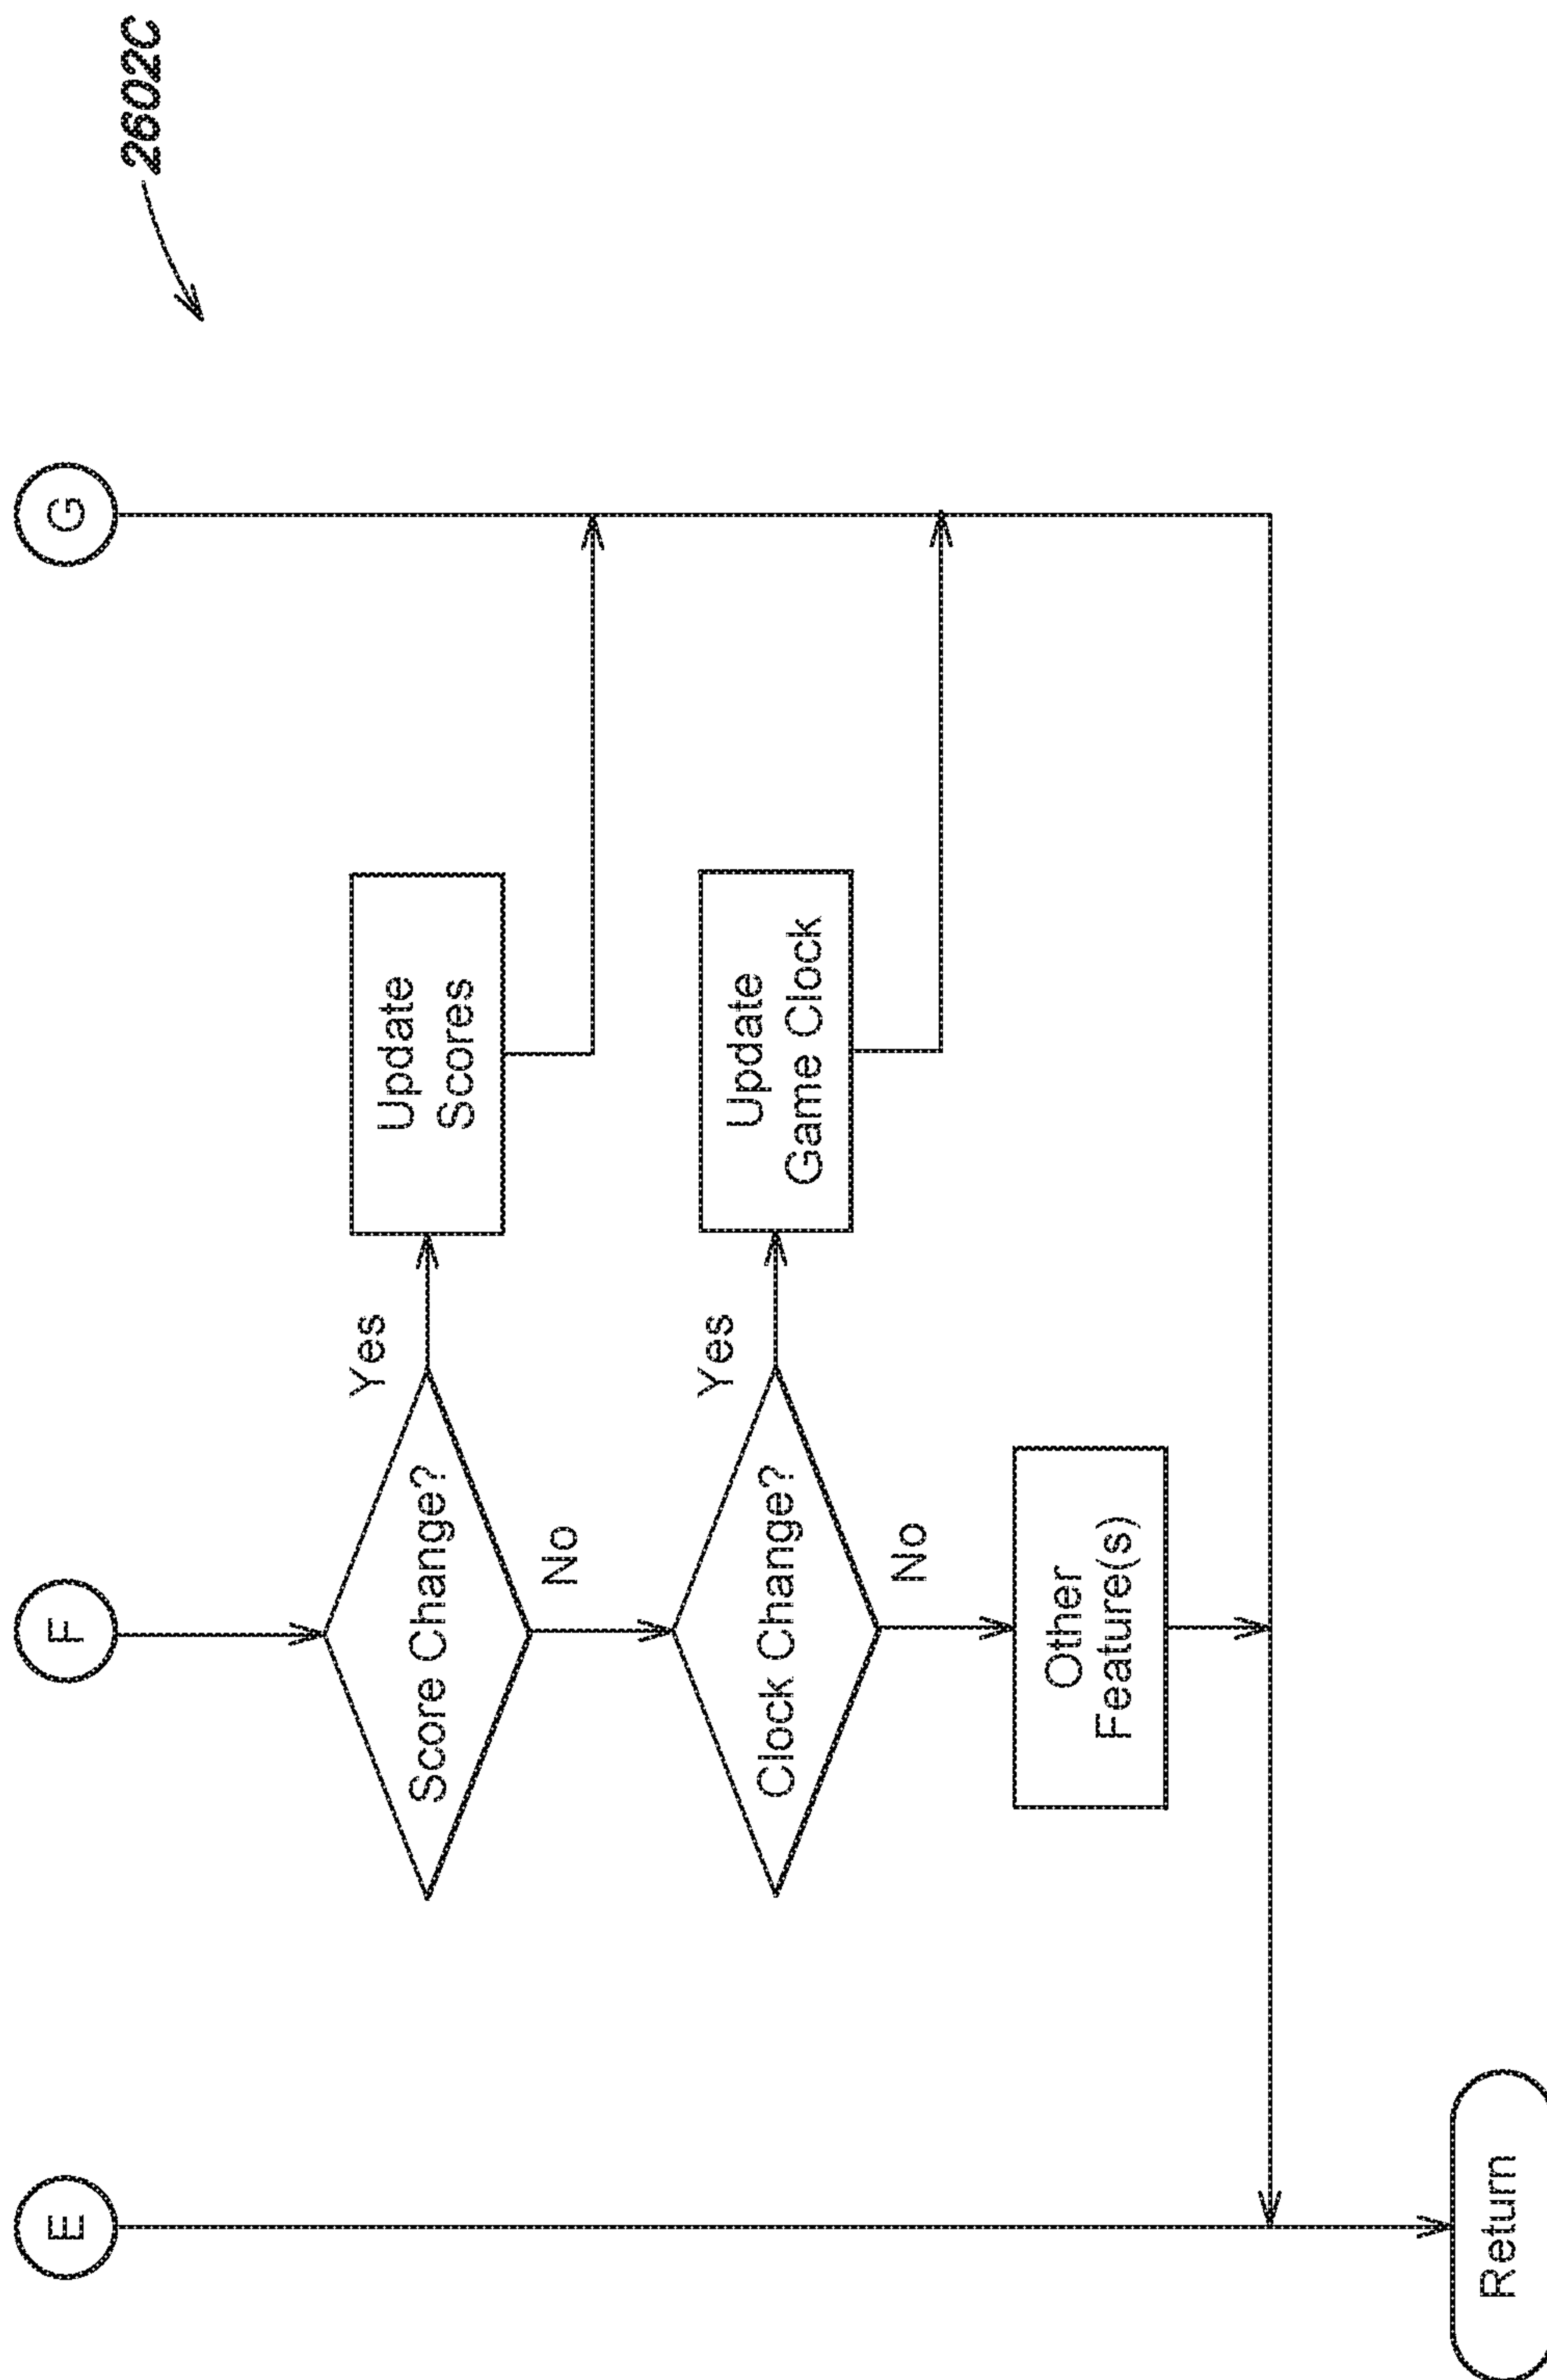 2602C
E
F
G
Score Change?
Yes
Update
Scores
No
Clock Change?
Yes
Update
Game Clock
No
Other
Feature(s)
Return